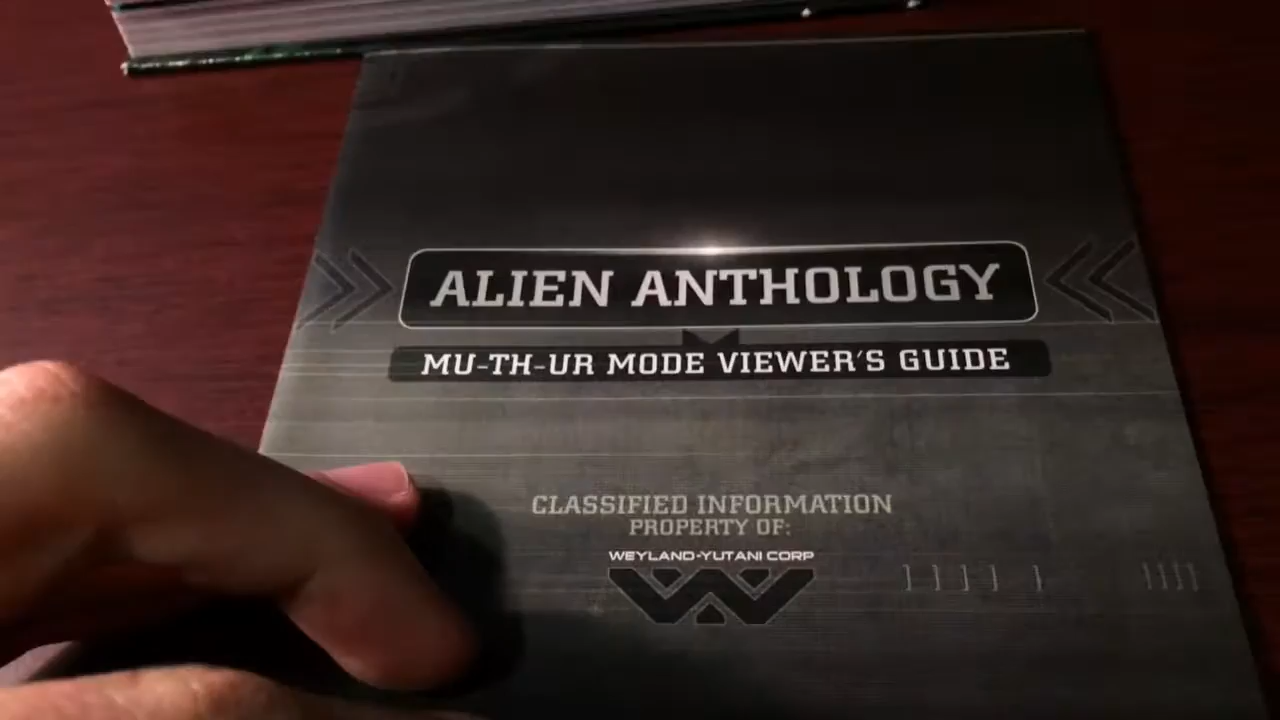 ALIEN ANTHOLOGY
MU-TH-UR MODE VIEWER'S GUIDE
CLASSIFIED INFORMATION
PROPERTY OF:
WEYLAND-YUTANI CORP